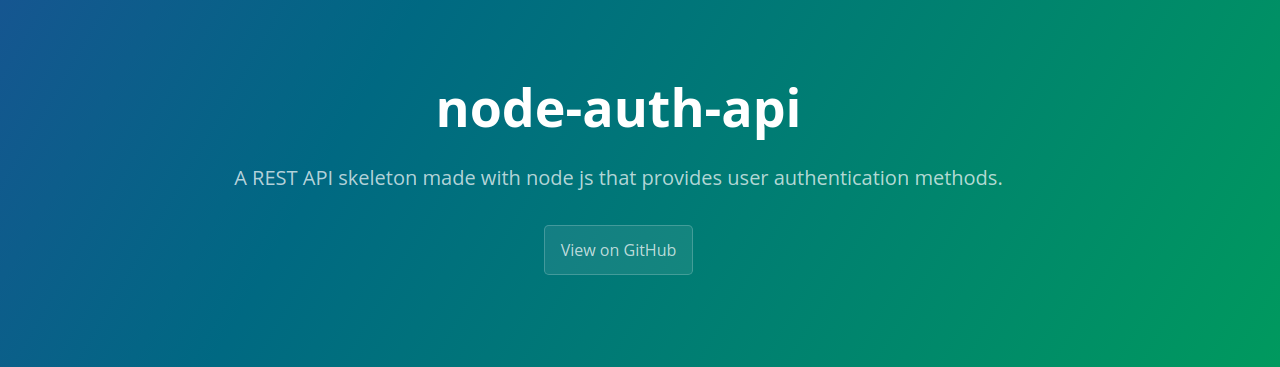 node-auth-api
A REST API skeleton made with node js that provides user authentication methods.
View on GitHub